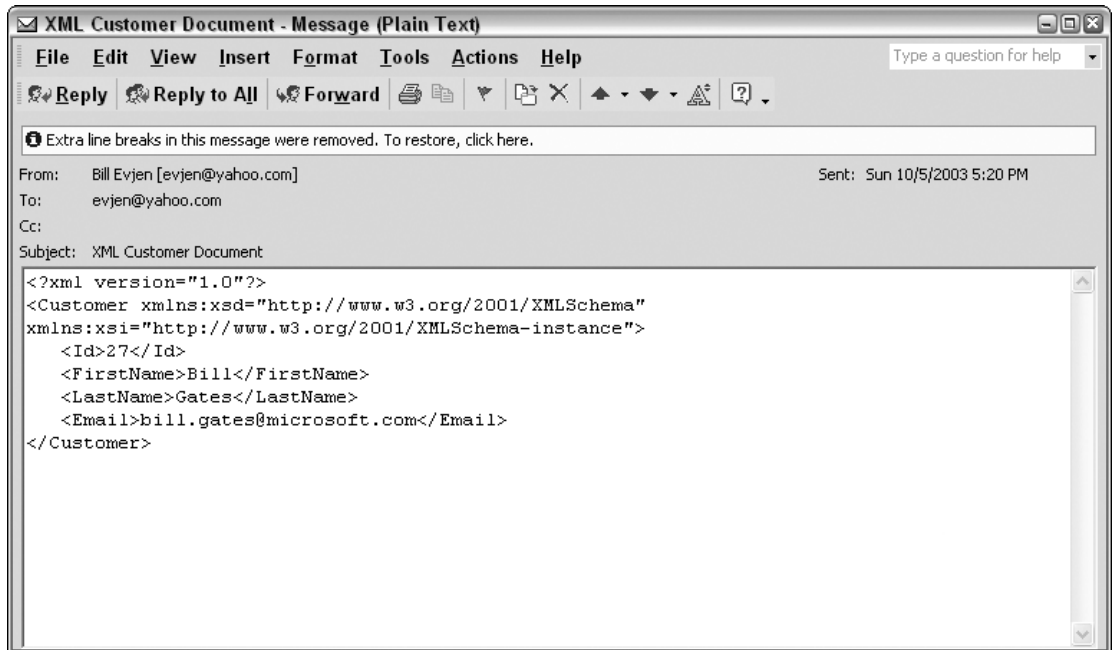 XML Customer Document - Message (Plain Text)
File Edit View Insert Format Tools Actions Help Type a question for help
Reply Reply to All Forward
Extra line breaks in this message were removed. To restore, click here.
From: Bill Evjen [evjen@yahoo.com] Sent: Sun 10/5/2003 5:20 PM
To: evjen@yahoo.com
Cc:
Subject: XML Customer Document
<?xml version="1.0"?>
<Customer xmlns:xsd="http://www.w3.org/2001/XMLSchema"
xmlns:xsi="http://www.w3.org/2001/XMLSchema-instance">
   <Id>27</Id>
   <FirstName>Bill</FirstName>
   <LastName>Gates</LastName>
   <Email>bill.gates@microsoft.com</Email>
</Customer>